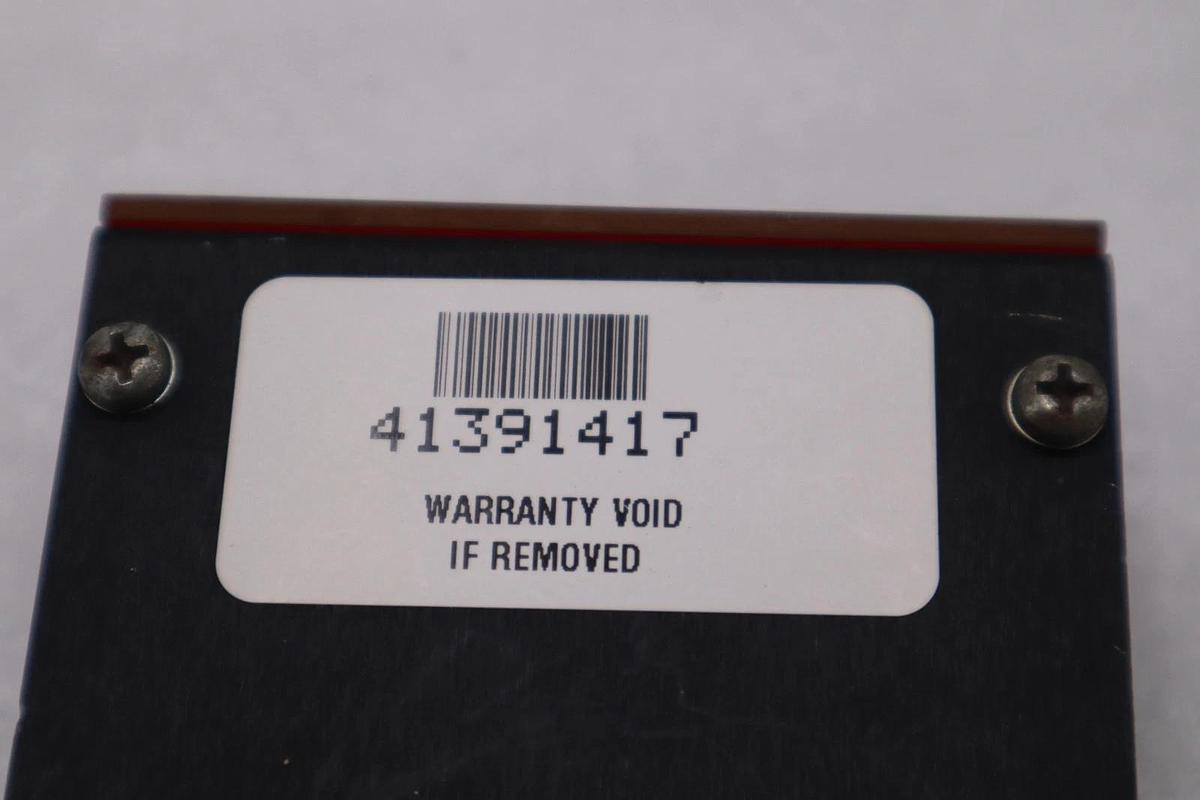 41391417
WARRANTY VOID
IF REMOVED